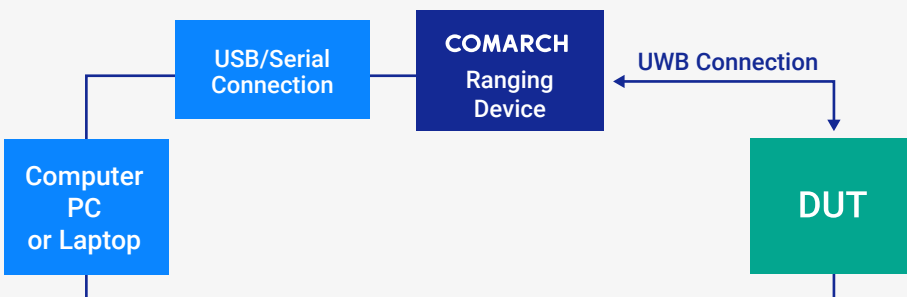 USB/Serial
Connection
COMARCH
Ranging
Device
UWB Connection
Computer
PC
or Laptop
DUT